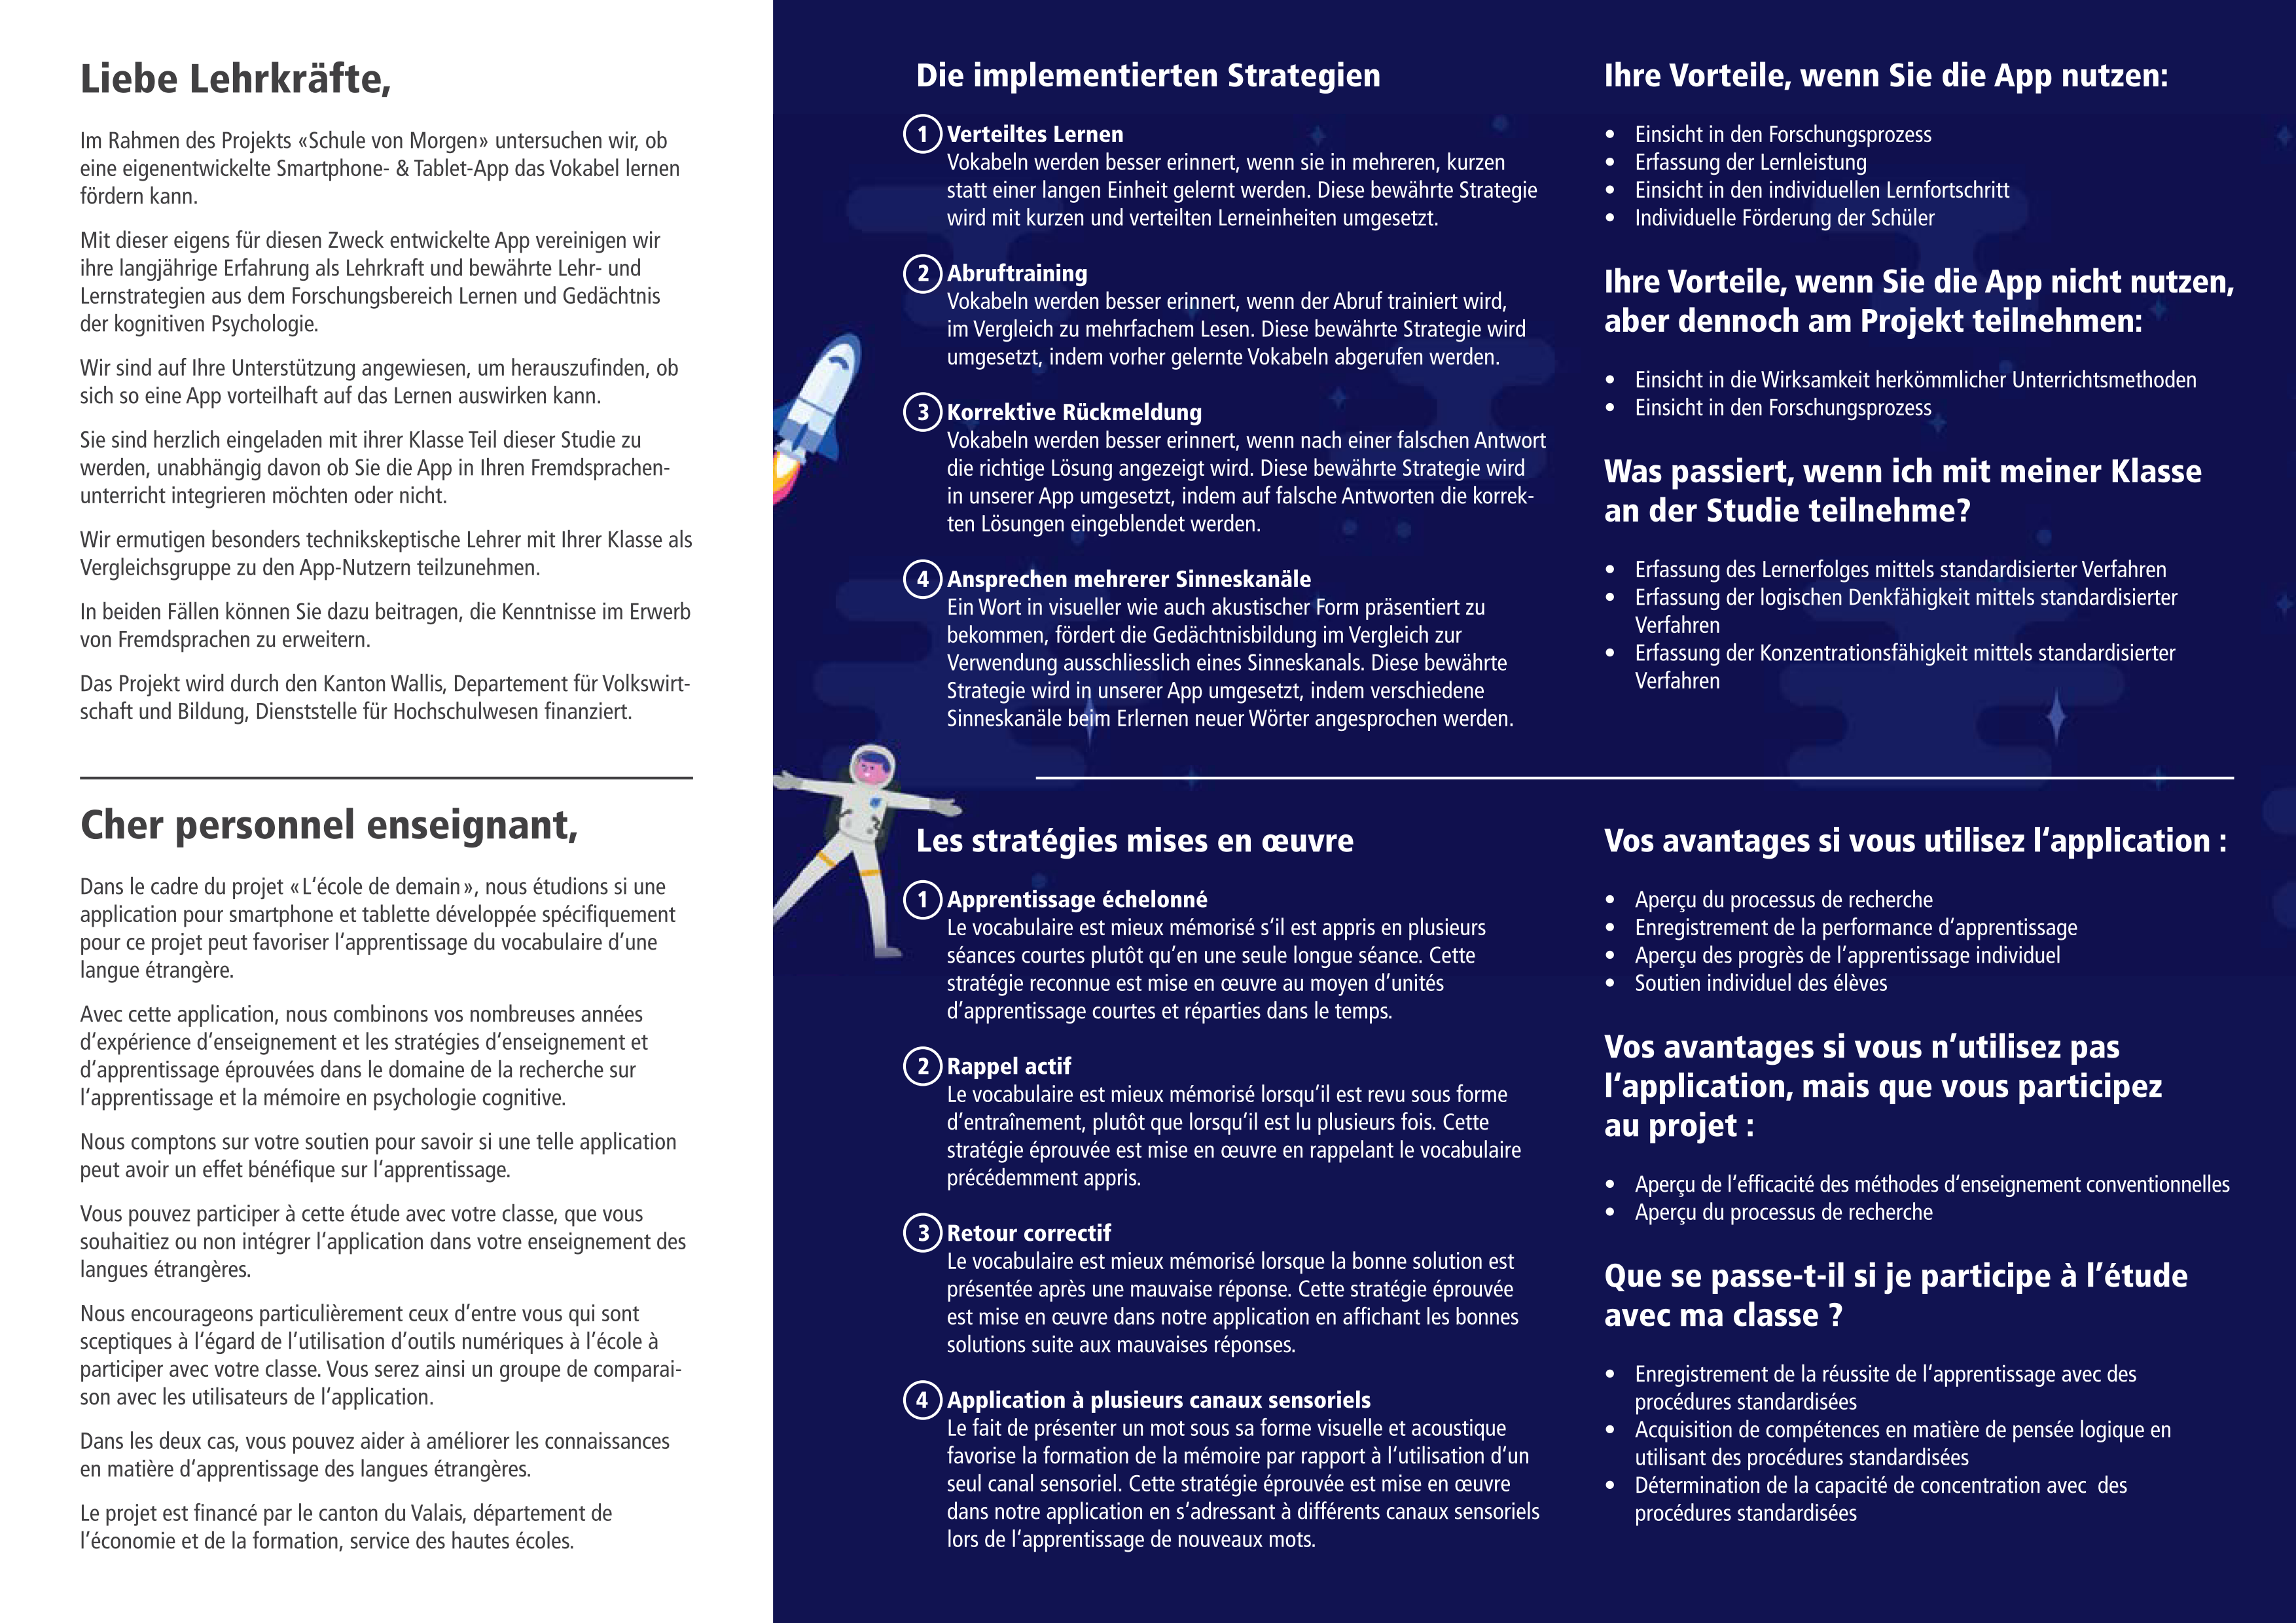 Liebe Lehrkräfte,
Im Rahmen des Projekts «Schule von Morgen» untersuchen wir, ob
eine eigenentwickelte Smartphone- & Tablet-App das Vokabel lernen
fördern kann.
Mit dieser eigens für diesen Zweck entwickelte App vereinigen wir
ihre langjährige Erfahrung als Lehrkraft und bewährte Lehr- und
Lernstrategien aus dem Forschungsbereich Lernen und Gedächtnis
der kognitiven Psychologie.
Wir sind auf Ihre Unterstützung angewiesen, um herauszufinden, ob
sich so eine App vorteilhaft auf das Lernen auswirken kann.
Sie sind herzlich eingeladen mit ihrer Klasse Teil dieser Studie zu
werden, unabhängig davon ob Sie die App in Ihren Fremdsprachen-
unterricht integrieren möchten oder nicht.
Wir ermutigen besonders technikskeptische Lehrer mit Ihrer Klasse als
Vergleichsgruppe zu den App-Nutzern teilzunehmen.
In beiden Fällen können Sie dazu beitragen, die Kenntnisse im Erwerb
von Fremdsprachen zu erweitern.
Das Projekt wird durch den Kanton Wallis, Departement für Volkswirt-
schaft und Bildung, Dienststelle für Hochschulwesen finanziert.
Cher personnel enseignant,
Dans le cadre du projet «L‘école de demain», nous étudions si une
application pour smartphone et tablette développée spécifiquement
pour ce projet peut favoriser l‘apprentissage du vocabulaire d’une
langue étrangère.
Avec cette application, nous combinons vos nombreuses années
d‘expérience d‘enseignement et les stratégies d‘enseignement et
d‘apprentissage éprouvées dans le domaine de la recherche sur
l‘apprentissage et la mémoire en psychologie cognitive.
Nous comptons sur votre soutien pour savoir si une telle application
peut avoir un effet bénéfique sur l‘apprentissage.
Vous pouvez participer à cette étude avec votre classe, que vous
souhaitiez ou non intégrer l‘application dans votre enseignement des
langues étrangères.
Nous encourageons particulièrement ceux d’entre vous qui sont
sceptiques à l‘égard de l’utilisation d’outils numériques à l’école à
participer avec votre classe. Vous serez ainsi un groupe de comparai-
son avec les utilisateurs de l‘application.
Dans les deux cas, vous pouvez aider à améliorer les connaissances
en matière d‘apprentissage des langues étrangères.
Le projet est financé par le canton du Valais, département de
l’économie et de la formation, service des hautes écoles.
Die implementierten Strategien
1 Verteiltes Lernen
Vokabeln werden besser erinnert, wenn sie in mehreren, kurzen
statt einer langen Einheit gelernt werden. Diese bewährte Strategie
wird mit kurzen und verteilten Lerneinheiten umgesetzt.
2 Abruftraining
Vokabeln werden besser erinnert, wenn der Abruf trainiert wird,
im Vergleich zu mehrfachem Lesen. Diese bewährte Strategie wird
umgesetzt, indem vorher gelernte Vokabeln abgerufen werden.
3 Korrektive Rückmeldung
Vokabeln werden besser erinnert, wenn nach einer falschen Antwort
die richtige Lösung angezeigt wird. Diese bewährte Strategie wird
in unserer App umgesetzt, indem auf falsche Antworten die korrek-
ten Lösungen eingeblendet werden.
4 Ansprechen mehrerer Sinneskanäle
Ein Wort in visueller wie auch akustischer Form präsentiert zu
bekommen, fördert die Gedächtnisbildung im Vergleich zur
Verwendung ausschliesslich eines Sinneskanals. Diese bewährte
Strategie wird in unserer App umgesetzt, indem verschiedene
Sinneskanäle beim Erlernen neuer Wörter angesprochen werden.
Ihre Vorteile, wenn Sie die App nutzen:
• Einsicht in den Forschungsprozess
• Erfassung der Lernleistung
• Einsicht in den individuellen Lernfortschritt
• Individuelle Förderung der Schüler
Ihre Vorteile, wenn Sie die App nicht nutzen,
aber dennoch am Projekt teilnehmen:
• Einsicht in die Wirksamkeit herkömmlicher Unterrichtsmethoden
• Einsicht in den Forschungsprozess
Was passiert, wenn ich mit meiner Klasse
an der Studie teilnehme?
• Erfassung des Lernerfolges mittels standardisierter Verfahren
• Erfassung der logischen Denkfähigkeit mittels standardisierter
Verfahren
• Erfassung der Konzentrationsfähigkeit mittels standardisierter
Verfahren
Les stratégies mises en œuvre
1 Apprentissage échelonné
Le vocabulaire est mieux mémorisé s‘il est appris en plusieurs
séances courtes plutôt qu’en une seule longue séance. Cette
stratégie reconnue est mise en œuvre au moyen d’unités
d’apprentissage courtes et réparties dans le temps.
2 Rappel actif
Le vocabulaire est mieux mémorisé lorsqu’il est revu sous forme
d’entraînement, plutôt que lorsqu’il est lu plusieurs fois. Cette
stratégie éprouvée est mise en œuvre en rappelant le vocabulaire
précédemment appris.
3 Retour correctif
Le vocabulaire est mieux mémorisé lorsque la bonne solution est
présentée après une mauvaise réponse. Cette stratégie éprouvée
est mise en œuvre dans notre application en affichant les bonnes
solutions suite aux mauvaises réponses.
4 Application à plusieurs canaux sensoriels
Le fait de présenter un mot sous sa forme visuelle et acoustique
favorise la formation de la mémoire par rapport à l‘utilisation d‘un
seul canal sensoriel. Cette stratégie éprouvée est mise en œuvre
dans notre application en s‘adressant à différents canaux sensoriels
lors de l‘apprentissage de nouveaux mots.
Vos avantages si vous utilisez l‘application :
• Aperçu du processus de recherche
• Enregistrement de la performance d‘apprentissage
• Aperçu des progrès de l‘apprentissage individuel
• Soutien individuel des élèves
Vos avantages si vous n’utilisez pas
l‘application, mais que vous participez
au projet :
• Aperçu de l‘efficacité des méthodes d‘enseignement conventionnelles
• Aperçu du processus de recherche
Que se passe-t-il si je participe à l’étude
avec ma classe ?
• Enregistrement de la réussite de l‘apprentissage avec des
procédures standardisées
• Acquisition de compétences en matière de pensée logique en
utilisant des procédures standardisées
• Détermination de la capacité de concentration avec des
procédures standardisées